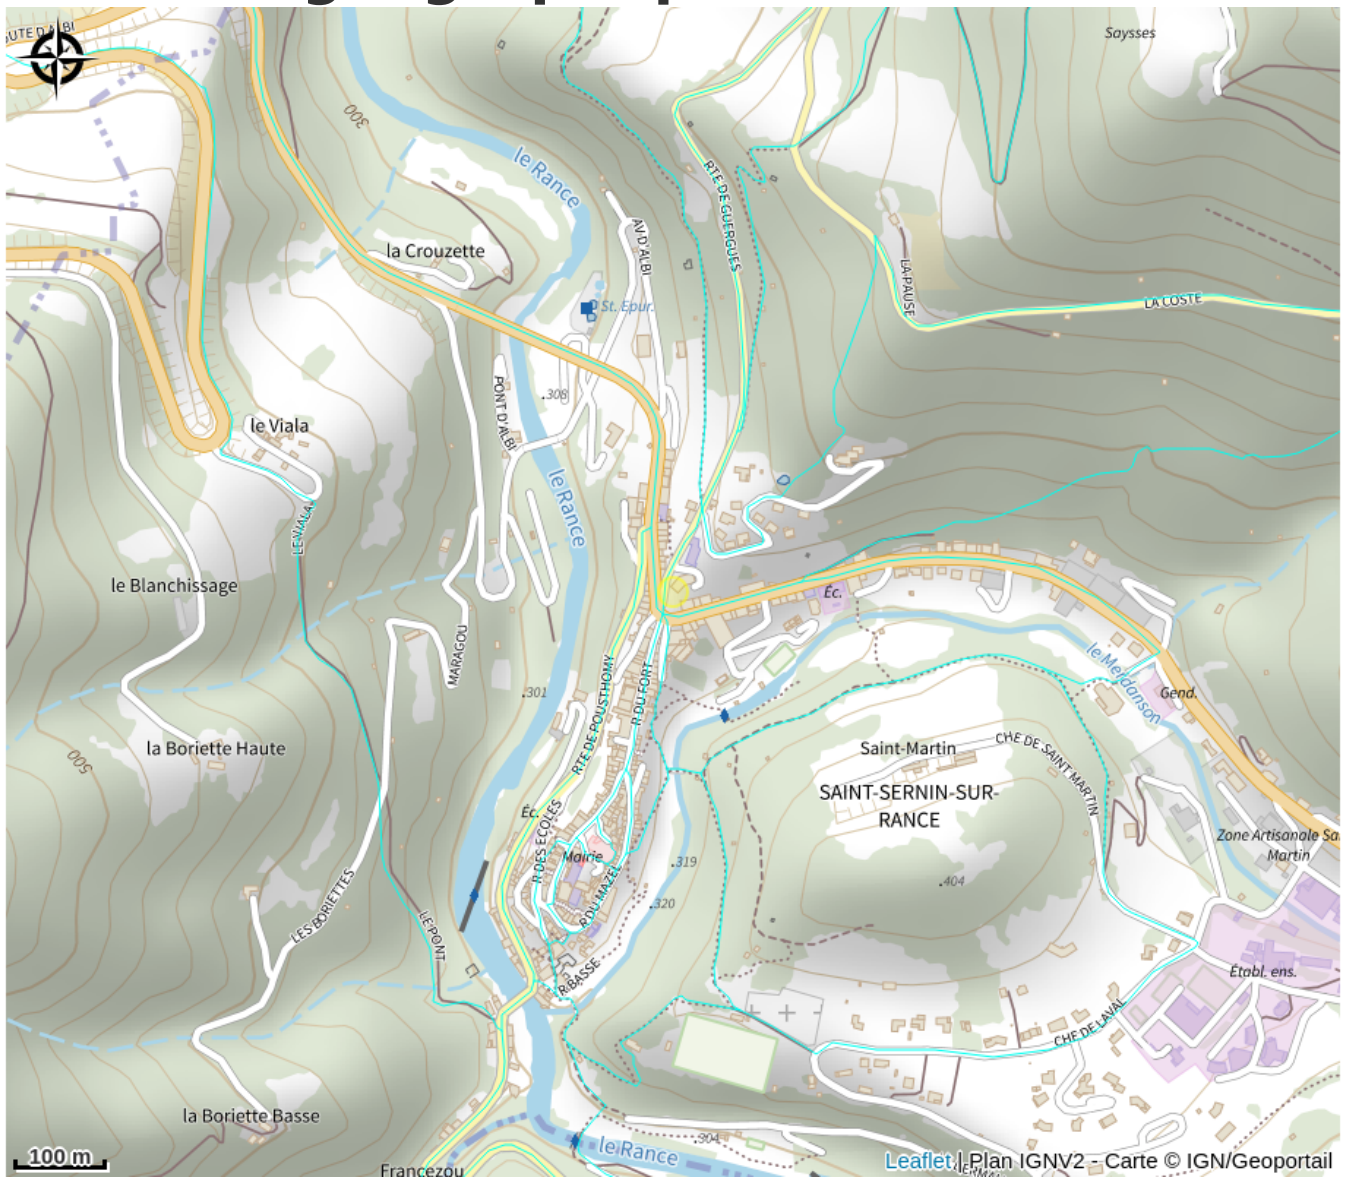 Saysses
300
le Rance
RTE DE GUERGUES
AV D'ALBI
la Crouzette
LA PAUSE
LA COSTE
St. Epur.
.308
PONT D'ALBI
le Viala
le Rance
LE VIALA
le Blanchissage
Éc.
MARAGOU
le Merdanson
Gend.
.301
RTE DE POUSTHOMY
R DU FORT
500
la Boriette Haute
Saint-Martin
CHE DE SAINT MARTIN
SAINT-SERNIN-SUR-
RANCE
Éc.
R DES ECOLES
Mairie
R DU MAZEL
.319
.320
.404
Zone Artisanale Sa
Martin
LES BORIETTES
LE PONT
R BASSE
Établ. ens.
CHE DE LAVAL
la Boriette Basse
.304
le Rance
100 m
Francezou
Leaflet | Plan IGNV2 - Carte © IGN/Geoportail